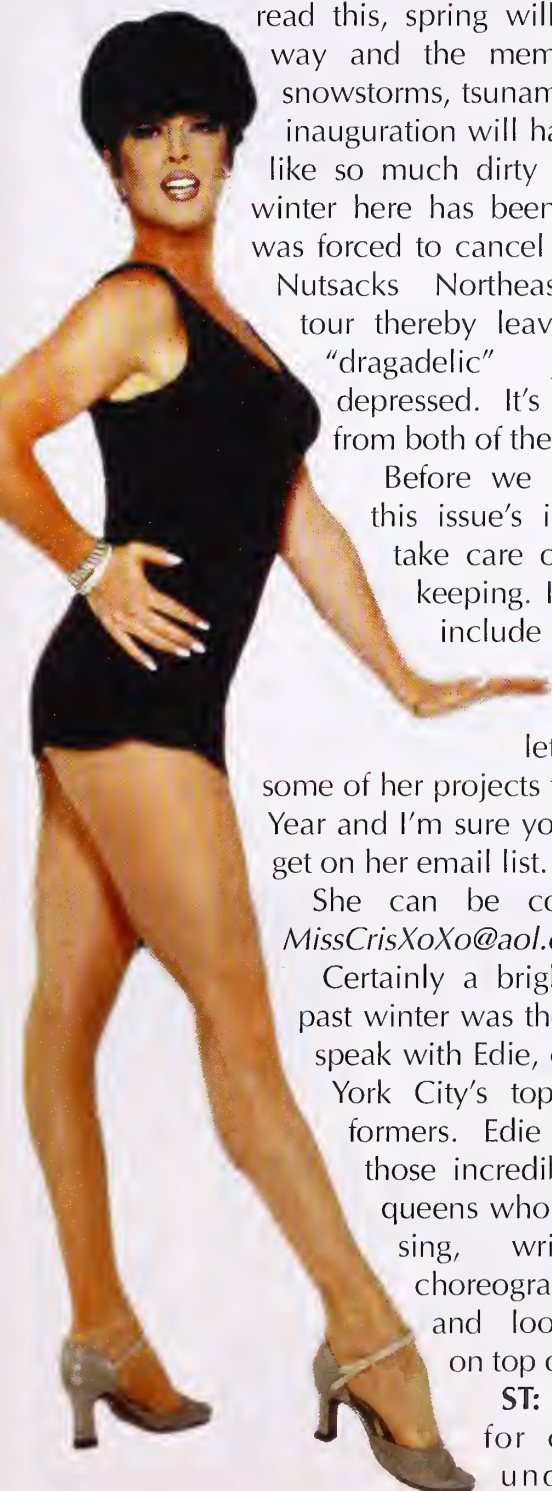 read this, spring will
way and the mem
snowstorms, tsunam
inauguration will ha
like so much dirty
winter here has been
was forced to cancel
Nutsacks Northeas
tour thereby leav
"dragadelic"
depressed. It's
from both of the
Before we
this issue's i
take care o
keeping.
include
let
some of her projects
Year and I'm sure yo
get on her email list.
She can be co
MissCrisXoXo@aol.
Certainly a brig
past winter was the
speak with Edie,
York City's top
formers. Edie
those incredib
queens who
sing, wri
choreogra
and loo
on top
ST:
for
und